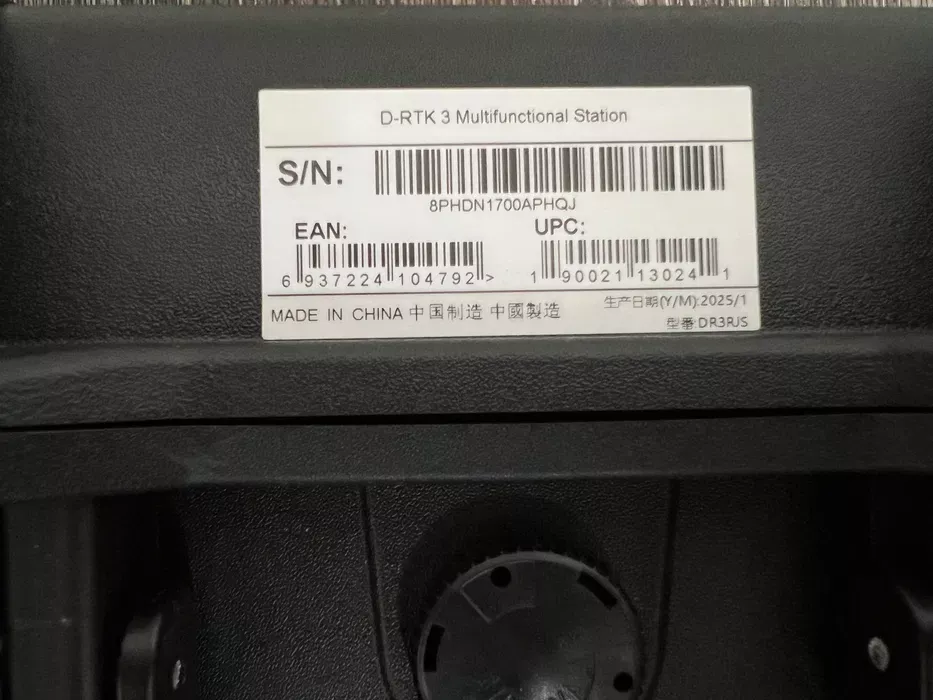 D-RTK 3 Multifunctional Station
S/N:
8PHDN1700APHQJ
EAN:
6 937224 104792>
UPC:
1 90021 13024 1
MADE IN CHINA 中国制造 中國製造
生产日期(Y/M):2025/1
型番:DR3RJS